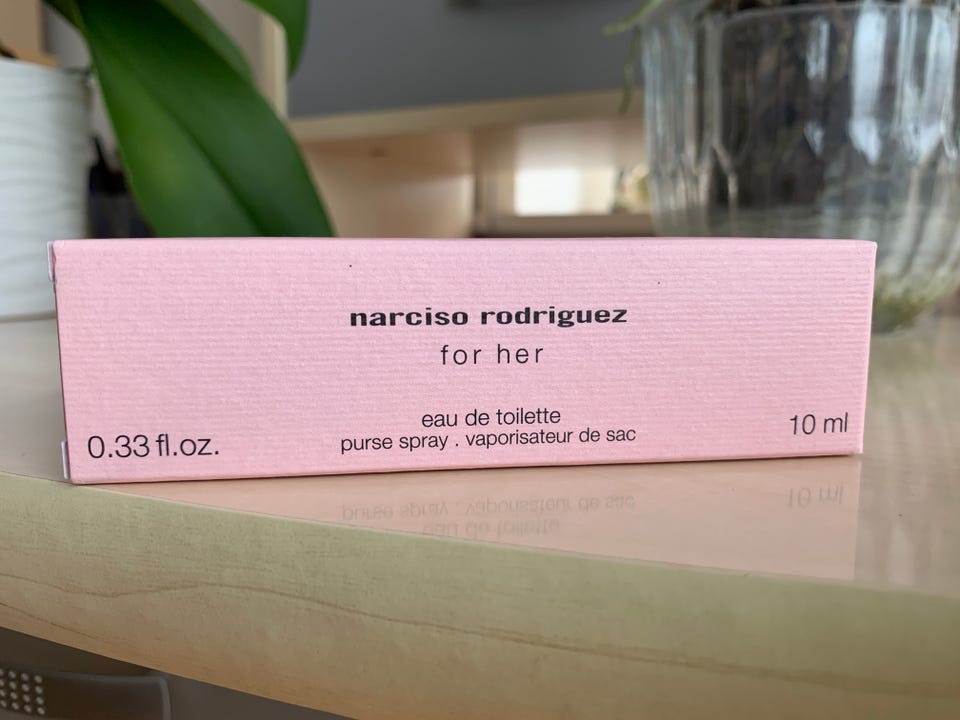 narciso rodriguez
for her
eau de toilette
purse spray . vaporisateur de sac
0.33 fl.oz.
10 ml